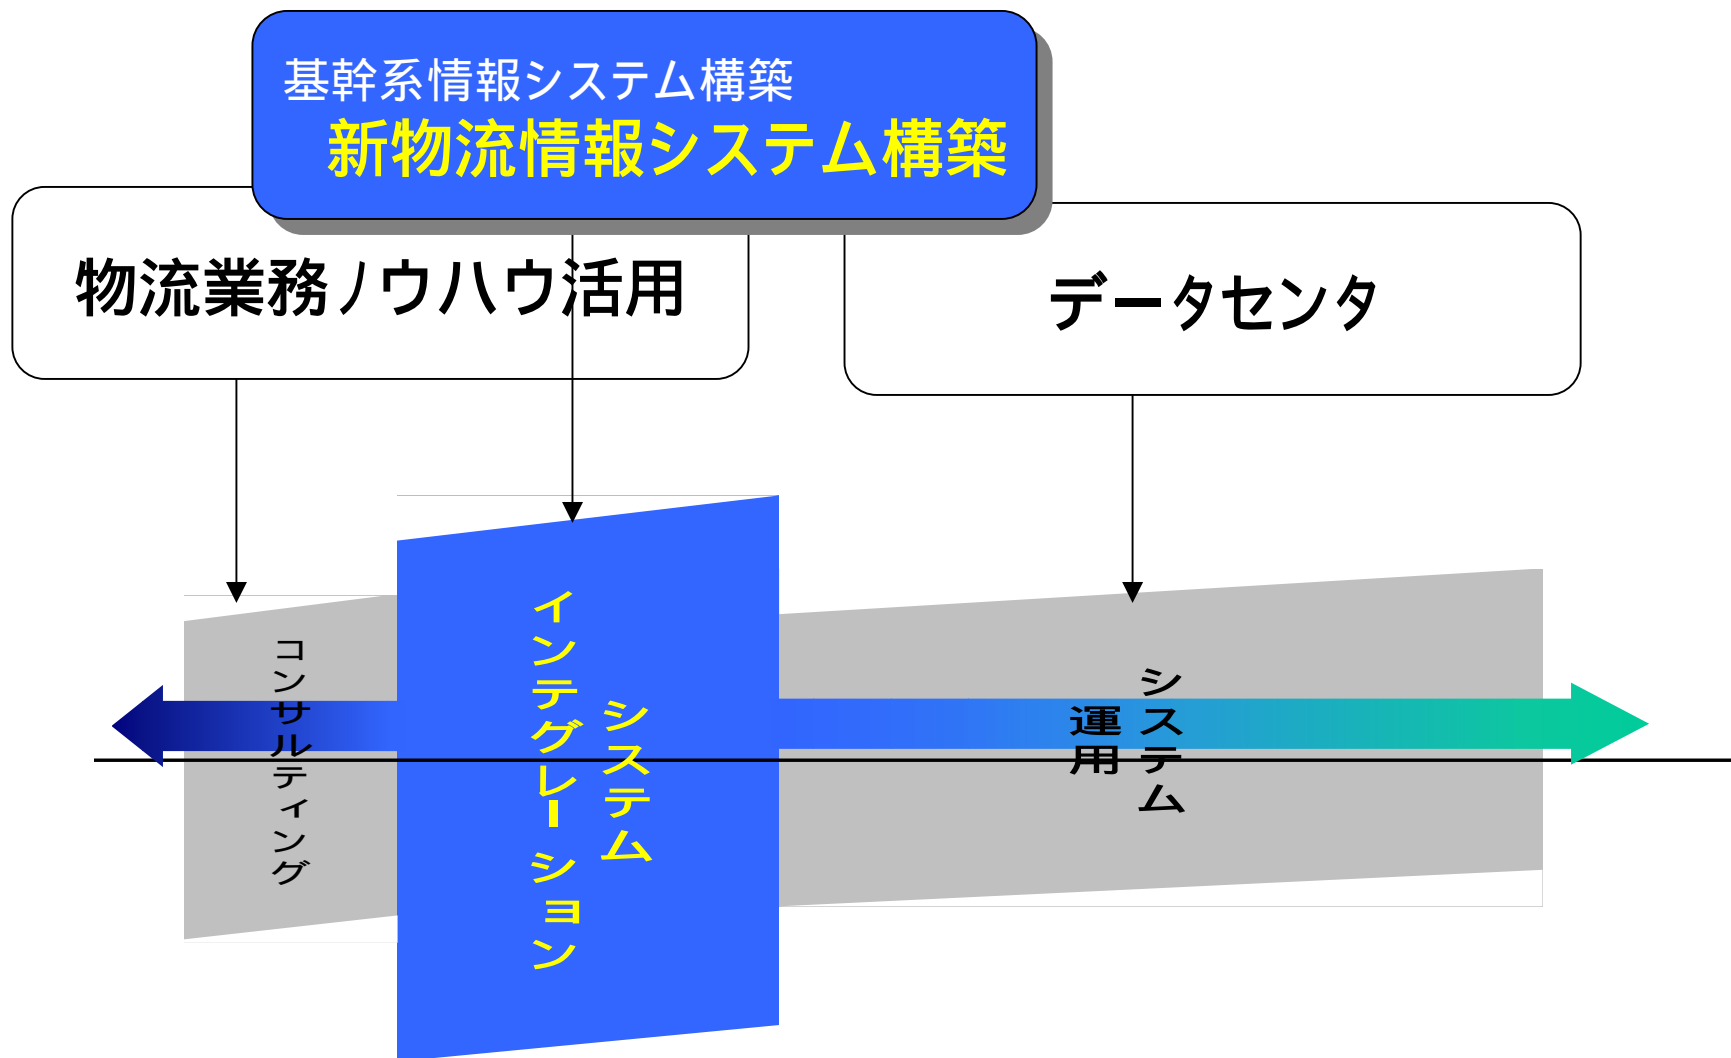 基幹系情報システム構築
新物流情報システム構築
物流業務ノウハウ活用
データセンタ
コンサルティング
システム
インテグレーション
システム
運用